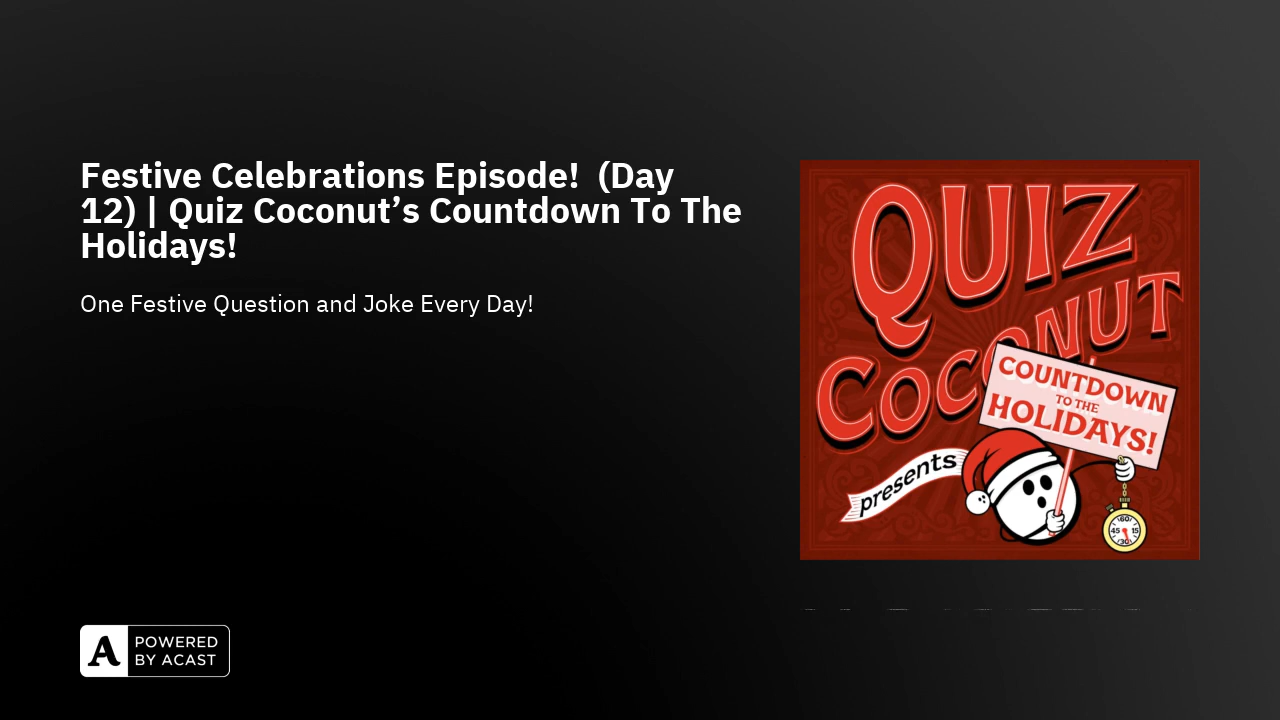 Festive Celebrations Episode!  (Day
12) | Quiz Coconut’s Countdown To The
Holidays!
One Festive Question and Joke Every Day!
QUIZ
COCONUT
COUNTDOWN
TO THE
HOLIDAYS!
presents
60
45 15
30
A POWERED
BY ACAST